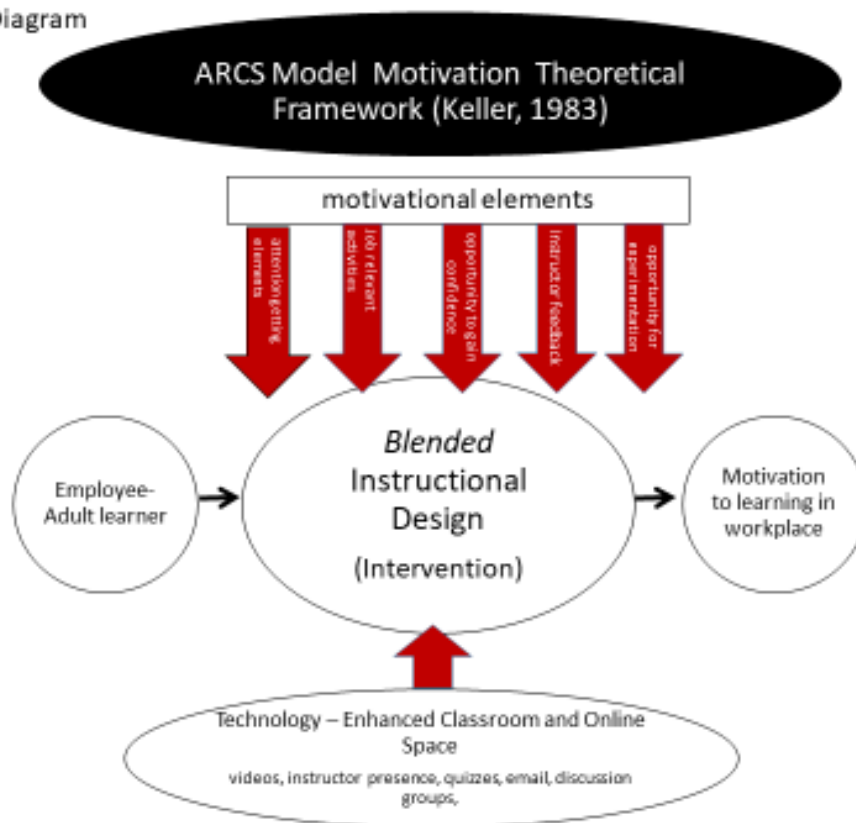 Diagram
ARCS Model Motivation Theoretical
Framework (Keller, 1983)
motivational elements
attention getting
elements
Job relevant
activities
opportunity to gain
confidence
Instructor feedback
opportunity for
experimentation
Employee-
Adult learner
Blended
Instructional
Design
(Intervention)
Motivation
to learning in
workplace
Technology – Enhanced Classroom and Online
Space
videos, instructor presence, quizzes, email, discussion
groups,